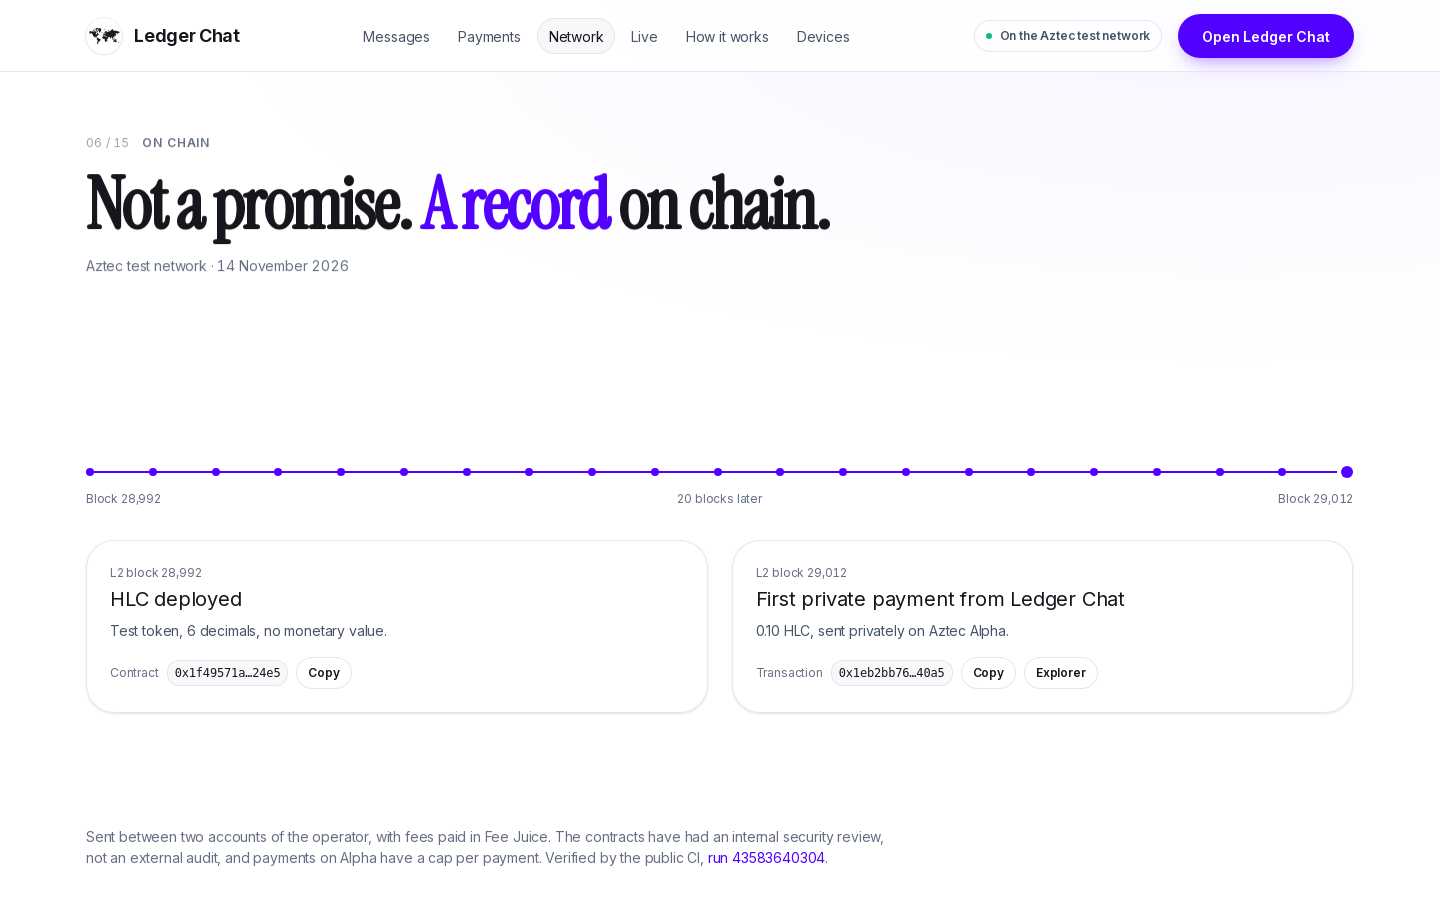 Ledger Chat
Messages
Payments
Network
Live
How it works
Devices
On the Aztec test network
Open Ledger Chat
06 / 15 ON CHAIN
Not a promise. A record on chain.
Aztec test network · 14 November 2026
Block 28,992
20 blocks later
Block 29,012
L2 block 28,992
HLC deployed
Test token, 6 decimals, no monetary value.
Contract 0x1f49571a…24e5 Copy
L2 block 29,012
First private payment from Ledger Chat
0.10 HLC, sent privately on Aztec Alpha.
Transaction 0x1eb2bb76…40a5 Copy Explorer
Sent between two accounts of the operator, with fees paid in Fee Juice. The contracts have had an internal security review,
not an external audit, and payments on Alpha have a cap per payment. Verified by the public CI, run 43583640304.